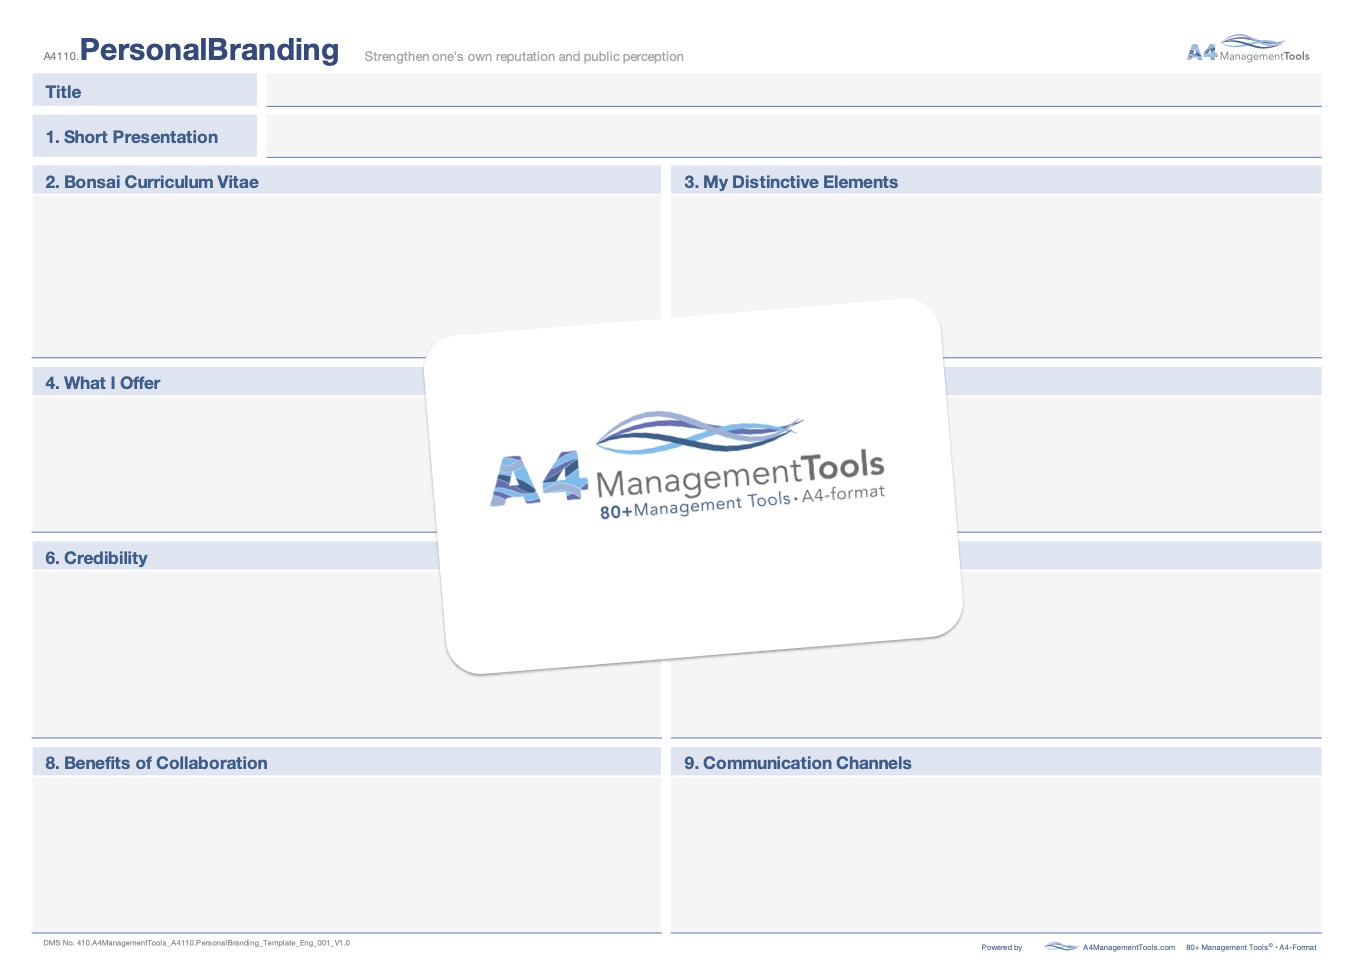 A4110.PersonalBranding Strengthen one's own reputation and public perception
A4 ManagementTools
Title
1. Short Presentation
2. Bonsai Curriculum Vitae
3. My Distinctive Elements
4. What I Offer
A4 ManagementTools
80+Management Tools • A4-format
6. Credibility
8. Benefits of Collaboration
9. Communication Channels
DMS No. 410.A4ManagementTools_A4110.PersonalBranding_Template_Eng_001_V1.0
Powered by A4ManagementTools.com 80+ Management Tools© • A4-Format